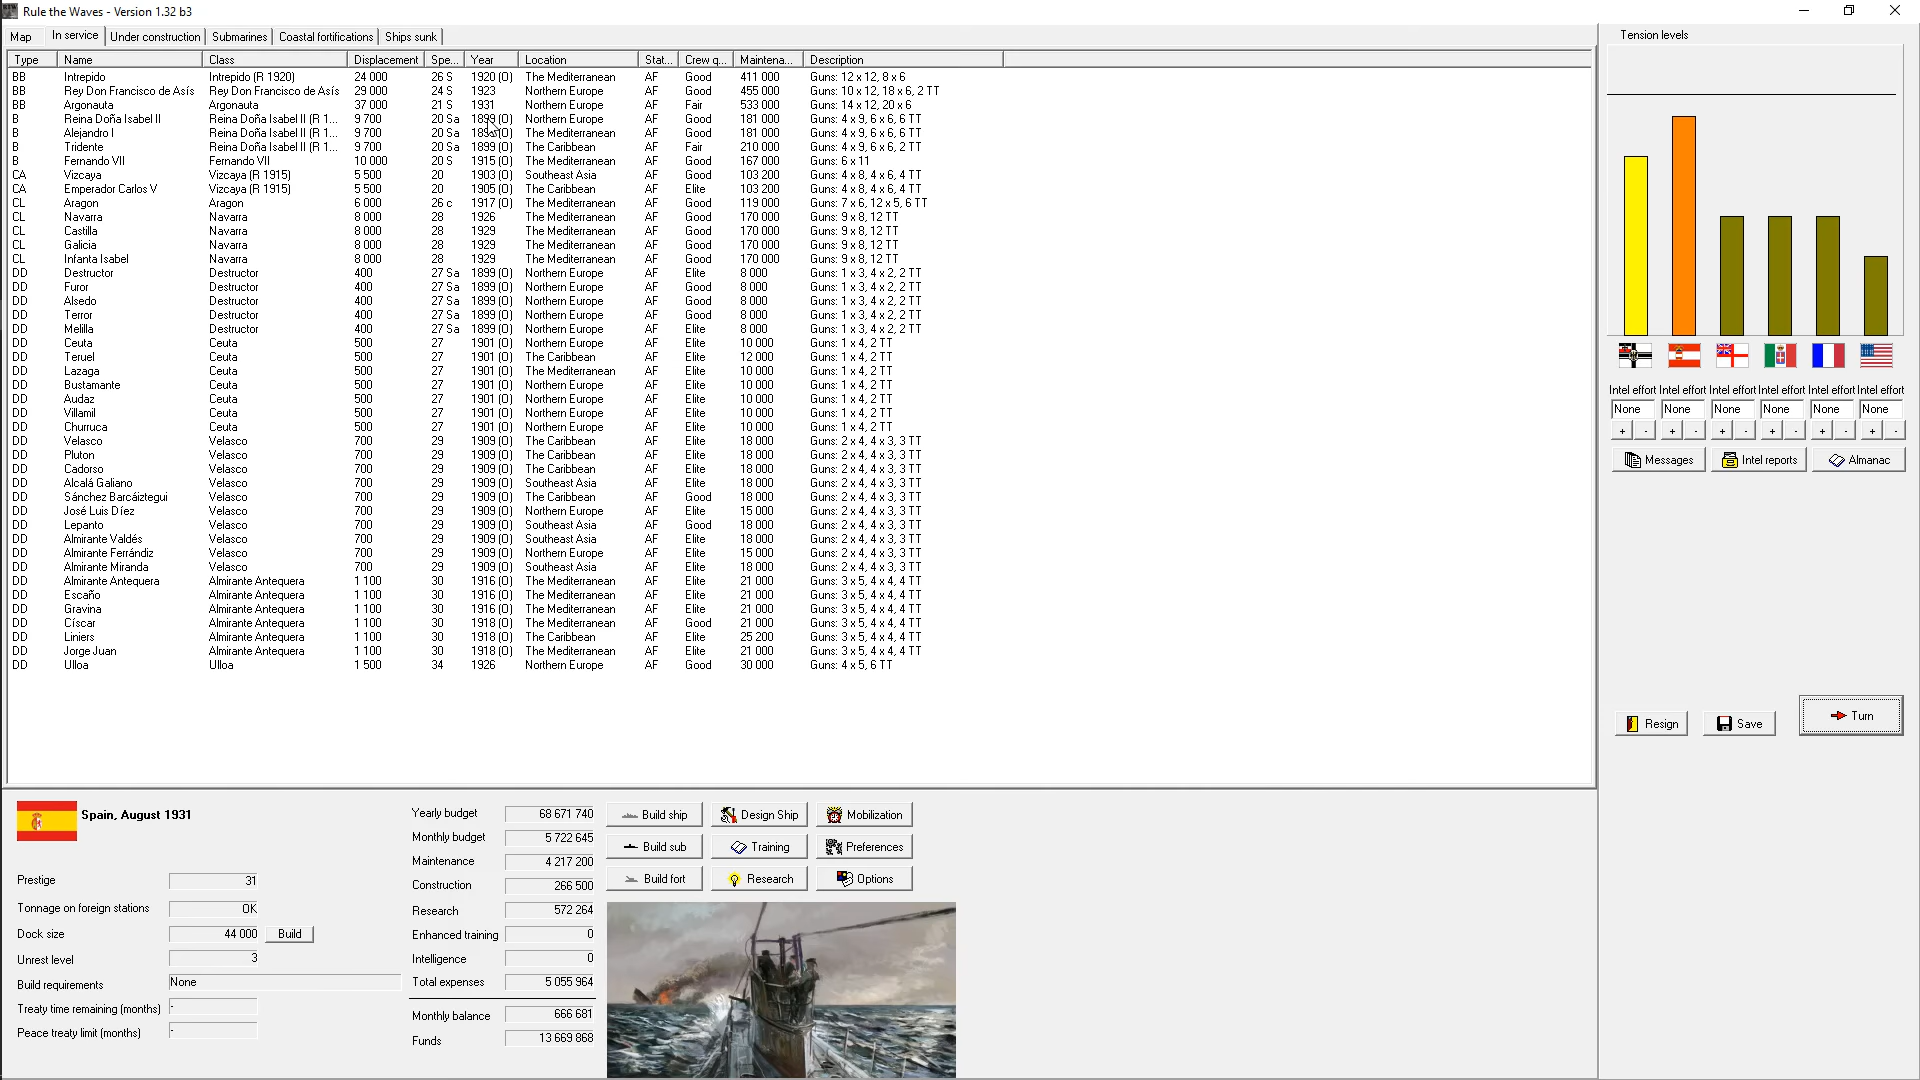 Rule the Waves - Version 1.32 b3
Map In service Under construction Submarines Coastal fortifications Ships sunk
Type Name Class Displacement Spe... Year Location Stat... Crew q... Maintena... Description
BB Intrepido Intrepido (R 1920) 24 000 26 S 1920 (O) The Mediterranean AF Good 411 000 Guns: 12 x 12, 8 x 6
BB Rey Don Francisco de Asís Rey Don Francisco de Asís 29 000 24 S 1923 Northern Europe AF Good 455 000 Guns: 10 x 12, 18 x 6, 2 TT
BB Argonauta Argonauta 37 000 21 S 1931 Northern Europe AF Fair 533 000 Guns: 14 x 12, 20 x 6
B Reina Doña Isabel II Reina Doña Isabel II (R 1... 9 700 20 Sa 1899 (O) Northern Europe AF Good 181 000 Guns: 4 x 9, 6 x 6, 6 TT
B Alejandro I Reina Doña Isabel II (R 1... 9 700 20 Sa 1899 (O) The Mediterranean AF Good 181 000 Guns: 4 x 9, 6 x 6, 6 TT
B Tridente Reina Doña Isabel II (R 1... 9 700 20 Sa 1899 (O) The Caribbean AF Fair 210 000 Guns: 4 x 9, 6 x 6, 2 TT
B Fernando VII Fernando VII 10 000 20 S 1915 (O) The Mediterranean AF Good 167 000 Guns: 6 x 11
CA Vizcaya Vizcaya (R 1915) 5 500 20 1903 (O) Southeast Asia AF Good 103 200 Guns: 4 x 8, 4 x 6, 4 TT
CA Emperador Carlos V Vizcaya (R 1915) 5 500 20 1905 (O) The Caribbean AF Elite 103 200 Guns: 4 x 8, 4 x 6, 4 TT
CL Aragon Aragon 6 000 26 c 1917 (O) The Mediterranean AF Good 119 000 Guns: 7 x 6, 12 x 5, 6 TT
CL Navarra Navarra 8 000 28 1926 The Mediterranean AF Good 170 000 Guns: 9 x 8, 12 TT
CL Castilla Navarra 8 000 28 1929 The Mediterranean AF Good 170 000 Guns: 9 x 8, 12 TT
CL Galicia Navarra 8 000 28 1929 The Mediterranean AF Good 170 000 Guns: 9 x 8, 12 TT
CL Infanta Isabel Navarra 8 000 28 1929 The Mediterranean AF Good 170 000 Guns: 9 x 8, 12 TT
DD Destructor Destructor 400 27 Sa 1899 (O) Northern Europe AF Elite 8 000 Guns: 1 x 3, 4 x 2, 2 TT
DD Furor Destructor 400 27 Sa 1899 (O) Northern Europe AF Good 8 000 Guns: 1 x 3, 4 x 2, 2 TT
DD Alsedo Destructor 400 27 Sa 1899 (O) Northern Europe AF Good 8 000 Guns: 1 x 3, 4 x 2, 2 TT
DD Terror Destructor 400 27 Sa 1899 (O) Northern Europe AF Good 8 000 Guns: 1 x 3, 4 x 2, 2 TT
DD Melilla Destructor 400 27 Sa 1899 (O) Northern Europe AF Elite 8 000 Guns: 1 x 3, 4 x 2, 2 TT
DD Ceuta Ceuta 500 27 1901 (O) Northern Europe AF Elite 10 000 Guns: 1 x 4, 2 TT
DD Teruel Ceuta 500 27 1901 (O) The Caribbean AF Elite 12 000 Guns: 1 x 4, 2 TT
DD Lazaga Ceuta 500 27 1901 (O) The Mediterranean AF Elite 10 000 Guns: 1 x 4, 2 TT
DD Bustamante Ceuta 500 27 1901 (O) Northern Europe AF Elite 10 000 Guns: 1 x 4, 2 TT
DD Audaz Ceuta 500 27 1901 (O) Northern Europe AF Elite 10 000 Guns: 1 x 4, 2 TT
DD Villamil Ceuta 500 27 1901 (O) Northern Europe AF Elite 10 000 Guns: 1 x 4, 2 TT
DD Churruca Ceuta 500 27 1901 (O) Northern Europe AF Elite 10 000 Guns: 1 x 4, 2 TT
DD Velasco Velasco 700 29 1909 (O) The Caribbean AF Elite 18 000 Guns: 2 x 4, 4 x 3, 3 TT
DD Pluton Velasco 700 29 1909 (O) The Caribbean AF Elite 18 000 Guns: 2 x 4, 4 x 3, 3 TT
DD Cadorso Velasco 700 29 1909 (O) The Caribbean AF Elite 18 000 Guns: 2 x 4, 4 x 3, 3 TT
DD Alcalá Galiano Velasco 700 29 1909 (O) Southeast Asia AF Elite 18 000 Guns: 2 x 4, 4 x 3, 3 TT
DD Sánchez Barcáiztegui Velasco 700 29 1909 (O) The Caribbean AF Good 18 000 Guns: 2 x 4, 4 x 3, 3 TT
DD José Luis Díez Velasco 700 29 1909 (O) Northern Europe AF Elite 15 000 Guns: 2 x 4, 4 x 3, 3 TT
DD Lepanto Velasco 700 29 1909 (O) Southeast Asia AF Good 18 000 Guns: 2 x 4, 4 x 3, 3 TT
DD Almirante Valdés Velasco 700 29 1909 (O) Southeast Asia AF Elite 18 000 Guns: 2 x 4, 4 x 3, 3 TT
DD Almirante Ferrándiz Velasco 700 29 1909 (O) Northern Europe AF Elite 15 000 Guns: 2 x 4, 4 x 3, 3 TT
DD Almirante Miranda Velasco 700 29 1909 (O) Southeast Asia AF Elite 18 000 Guns: 2 x 4, 4 x 3, 3 TT
DD Almirante Antequera Almirante Antequera 1 100 30 1916 (O) The Mediterranean AF Elite 21 000 Guns: 3 x 5, 4 x 4, 4 TT
DD Escaño Almirante Antequera 1 100 30 1916 (O) The Mediterranean AF Elite 21 000 Guns: 3 x 5, 4 x 4, 4 TT
DD Gravina Almirante Antequera 1 100 30 1916 (O) The Mediterranean AF Elite 21 000 Guns: 3 x 5, 4 x 4, 4 TT
DD Císcar Almirante Antequera 1 100 30 1918 (O) The Mediterranean AF Good 21 000 Guns: 3 x 5, 4 x 4, 4 TT
DD Liniers Almirante Antequera 1 100 30 1918 (O) The Caribbean AF Elite 25 200 Guns: 3 x 5, 4 x 4, 4 TT
DD Jorge Juan Almirante Antequera 1 100 30 1918 (O) The Mediterranean AF Elite 21 000 Guns: 3 x 5, 4 x 4, 4 TT
DD Ulloa Ulloa 1 500 34 1926 Northern Europe AF Good 30 000 Guns: 4 x 5, 6 TT
Tension levels
Intel effort Intel effort Intel effort Intel effort Intel effort Intel effort
None None None None None None
+ - + - + - + - + - + -
Messages Intel reports Almanac
Resign Save Turn
Spain, August 1931
Prestige 31
Tonnage on foreign stations OK
Dock size 44 000 Build
Unrest level 3
Build requirements None
Treaty time remaining (months) -
Peace treaty limit (months) -
Yearly budget 68 671 740
Monthly budget 5 722 645
Maintenance 4 217 200
Construction 266 500
Research 572 264
Enhanced training 0
Intelligence 0
Total expenses 5 055 964
Monthly balance 666 681
Funds 13 669 868
Build ship Design Ship Mobilization
Build sub Training Preferences
Build fort Research Options